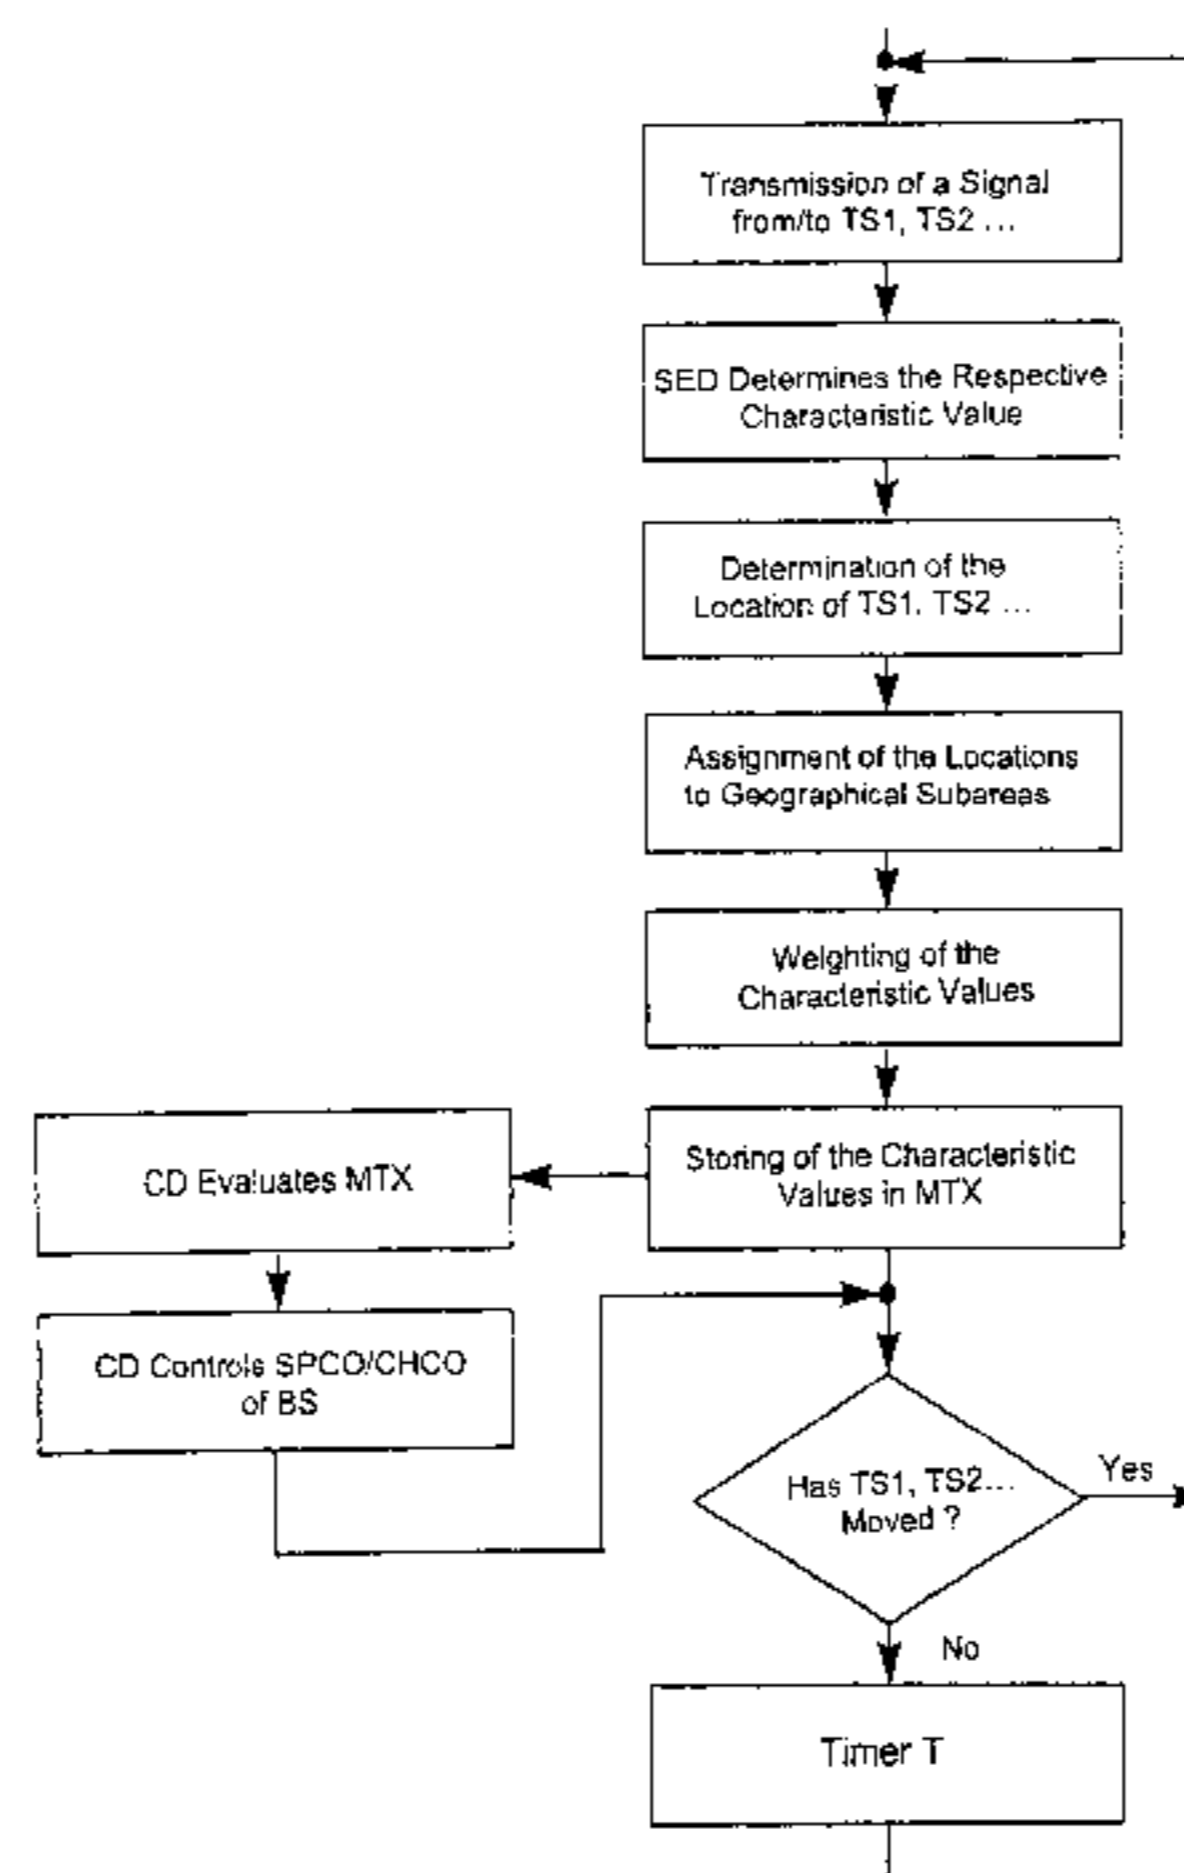 Transmission of a Signal
from/to TS1, TS2 ...
SED Determines the Respective
Characteristic Value
Determination of the
Location of TS1, TS2 ...
Assignment of the Locations
to Geographical Subareas
Weighting of the
Characteristic Values
Storing of the Characteristic
Values in MTX
CD Evaluates MTX
CD Controls SPCO/CHCO
of BS
Has TS1, TS2...
Moved ?
Yes
No
Timer T